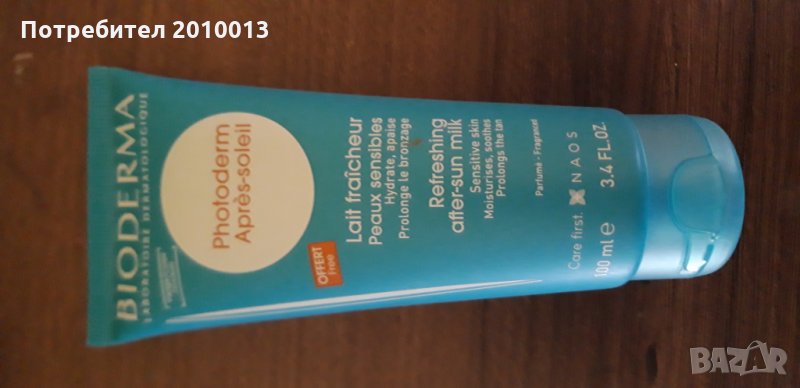 Потребител 2010013
BIODERMA
LABORATOIRE DERMATOLOGIQUE
Photoderm
Après-soleil
OFFERT
Free
Lait fraîcheur
Peaux sensibles
Hydrate, apaise
Prolonge le bronzage
Refreshing
after-sun milk
Sensitive skin
Moisturises, soothes
Prolongs the tan
Parfumé - Fragranced
Care first. NAOS
100 ml e 3.4 FL.OZ.
BAZAR